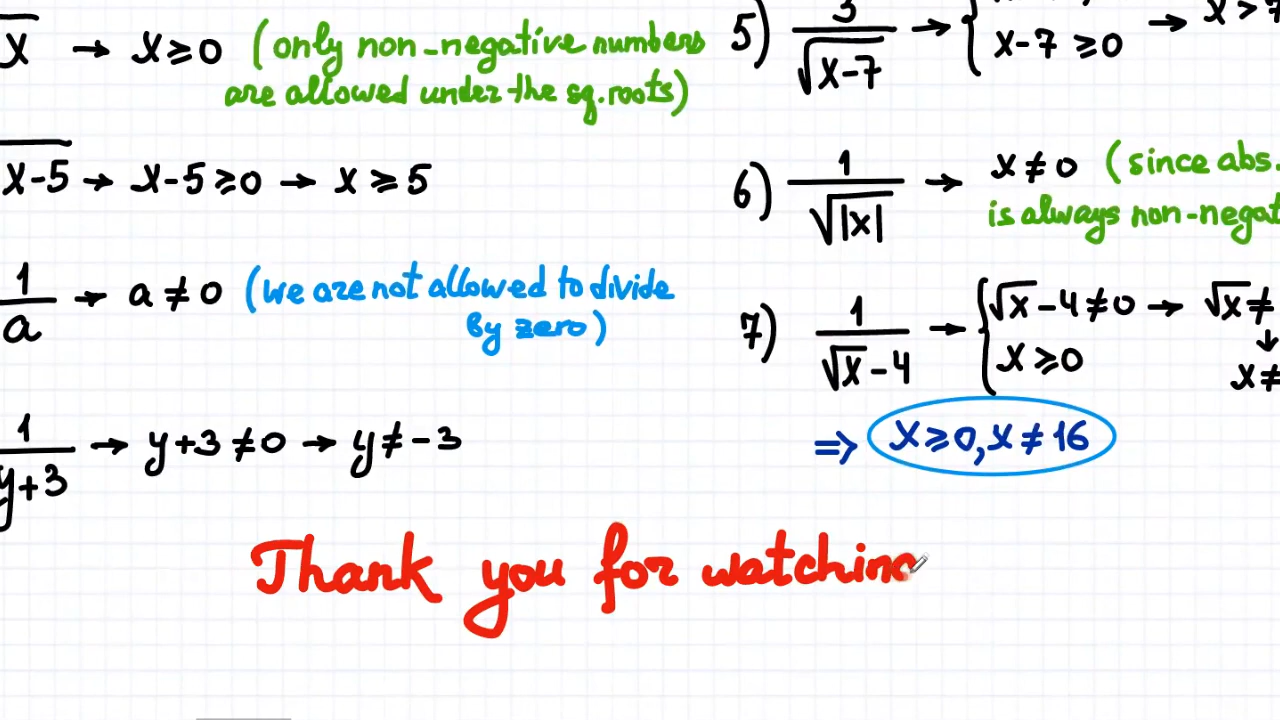 √x → x ≥ 0 (only non-negative numbers
are allowed under the sq. roots)
√x-5 → x-5 ≥ 0 → x ≥ 5
1/a → a ≠ 0 (we are not allowed to divide
by zero)
1/y+3 → y+3 ≠ 0 → y ≠ -3
5) 3/√x-7 → { x-7 ≥ 0 → x > 7
6) 1/√|x| → x ≠ 0 (since abs.
is always non-negat
7) 1/√x-4 → { √x-4 ≠ 0 → √x ≠
x ≥ 0 ↓ x ≠
=> x ≥ 0, x ≠ 16
Thank you for watching